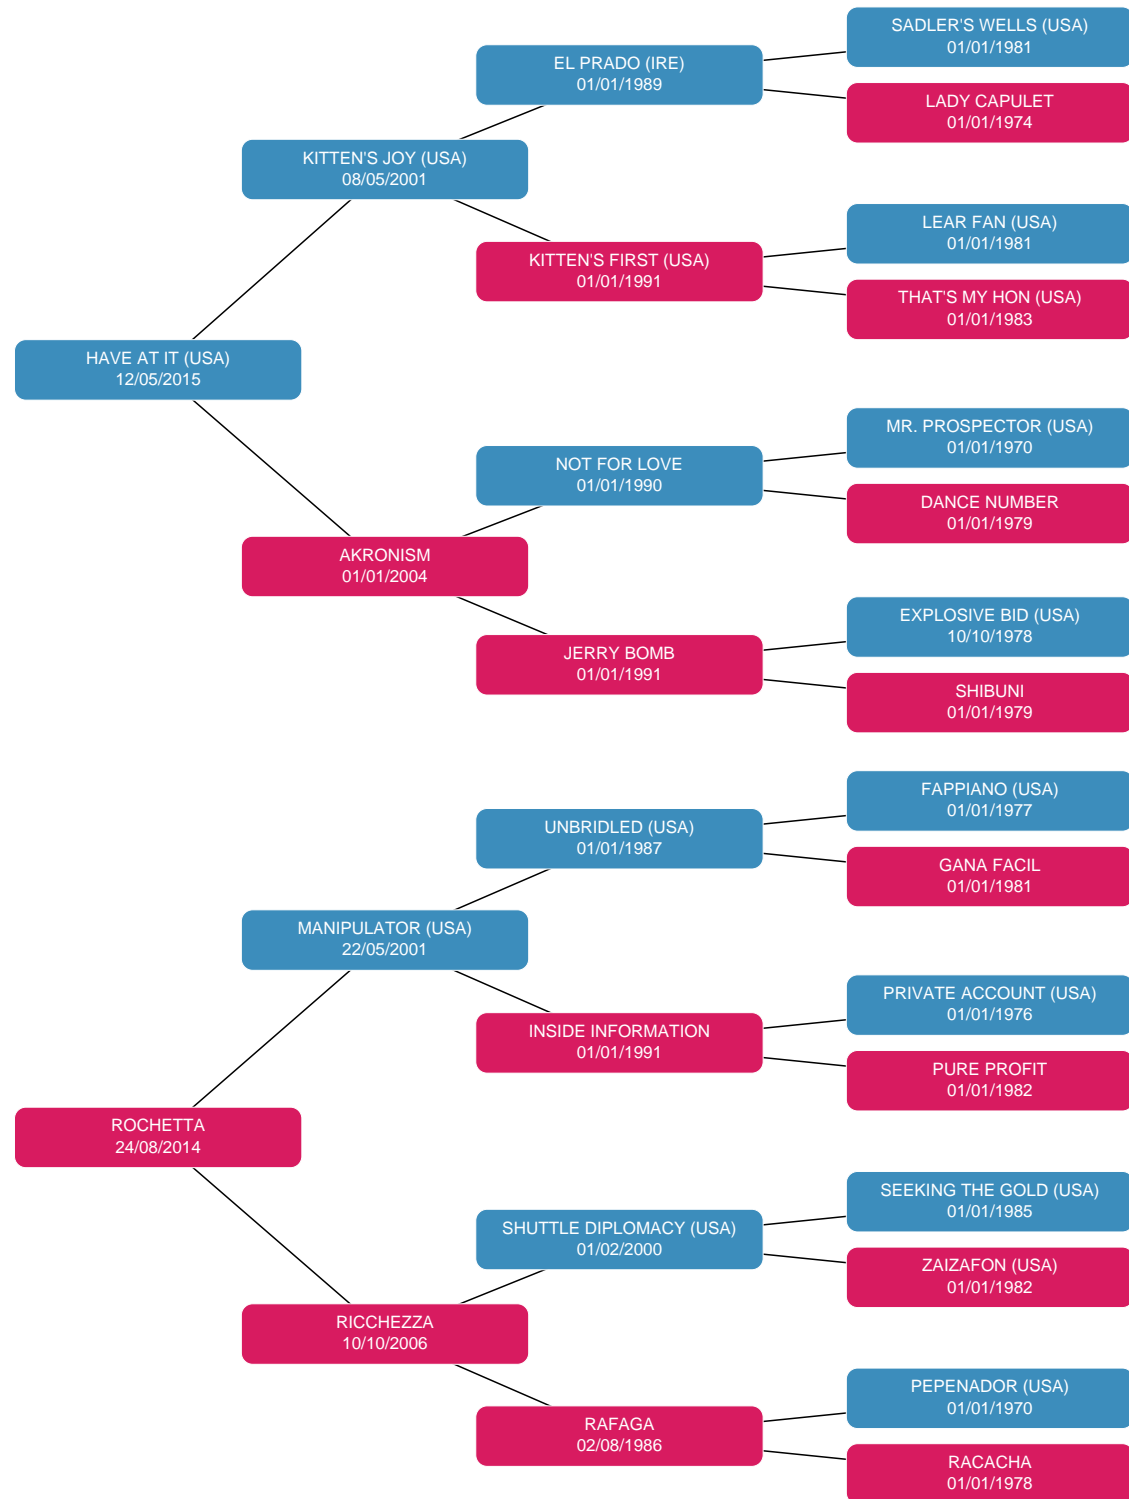 SADLER'S WELLS (USA)
01/01/1981
EL PRADO (IRE)
01/01/1989
LADY CAPULET
01/01/1974
KITTEN'S JOY (USA)
08/05/2001
LEAR FAN (USA)
01/01/1981
KITTEN'S FIRST (USA)
01/01/1991
THAT'S MY HON (USA)
01/01/1983
HAVE AT IT (USA)
12/05/2015
MR. PROSPECTOR (USA)
01/01/1970
NOT FOR LOVE
01/01/1990
DANCE NUMBER
01/01/1979
AKRONISM
01/01/2004
EXPLOSIVE BID (USA)
10/10/1978
JERRY BOMB
01/01/1991
SHIBUNI
01/01/1979
FAPPIANO (USA)
01/01/1977
UNBRIDLED (USA)
01/01/1987
GANA FACIL
01/01/1981
MANIPULATOR (USA)
22/05/2001
PRIVATE ACCOUNT (USA)
01/01/1976
INSIDE INFORMATION
01/01/1991
PURE PROFIT
01/01/1982
ROCHETTA
24/08/2014
SEEKING THE GOLD (USA)
01/01/1985
SHUTTLE DIPLOMACY (USA)
01/02/2000
ZAIZAFON (USA)
01/01/1982
RICCHEZZA
10/10/2006
PEPENADOR (USA)
01/01/1970
RAFAGA
02/08/1986
RACACHA
01/01/1978